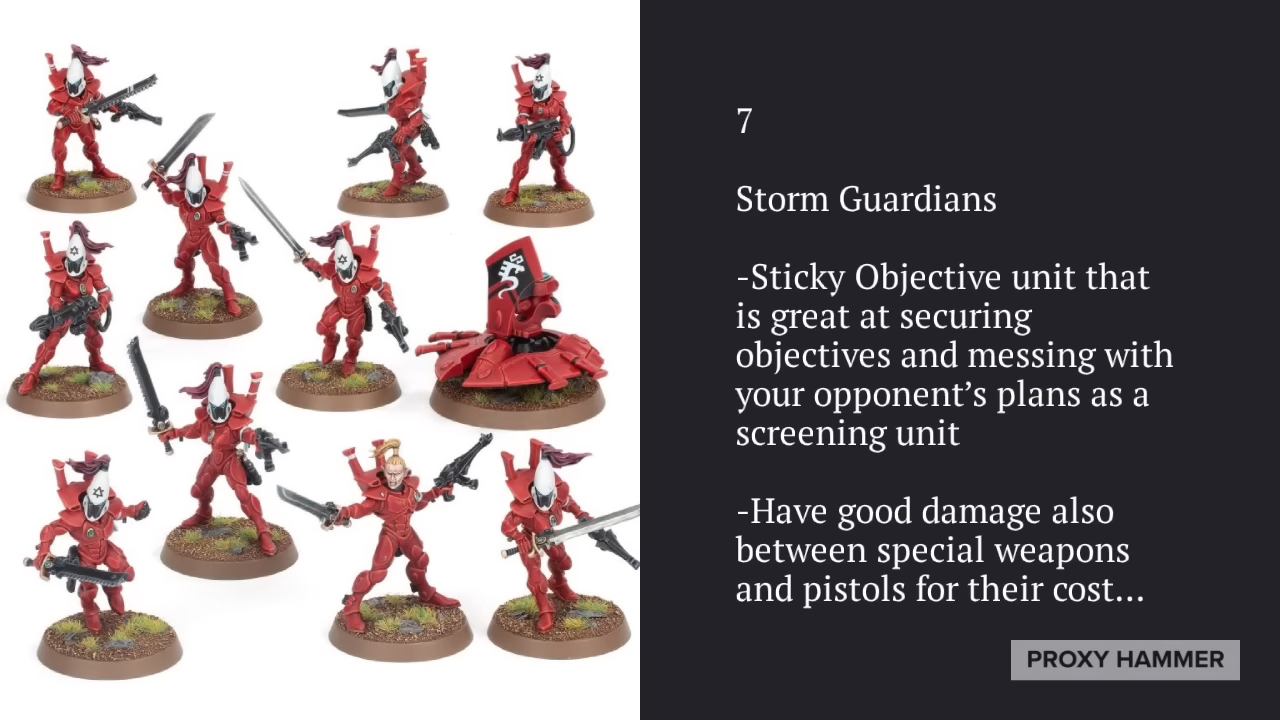 7
Storm Guardians
-Sticky Objective unit that
is great at securing
objectives and messing with
your opponent’s plans as a
screening unit
-Have good damage also
between special weapons
and pistols for their cost...
PROXY HAMMER